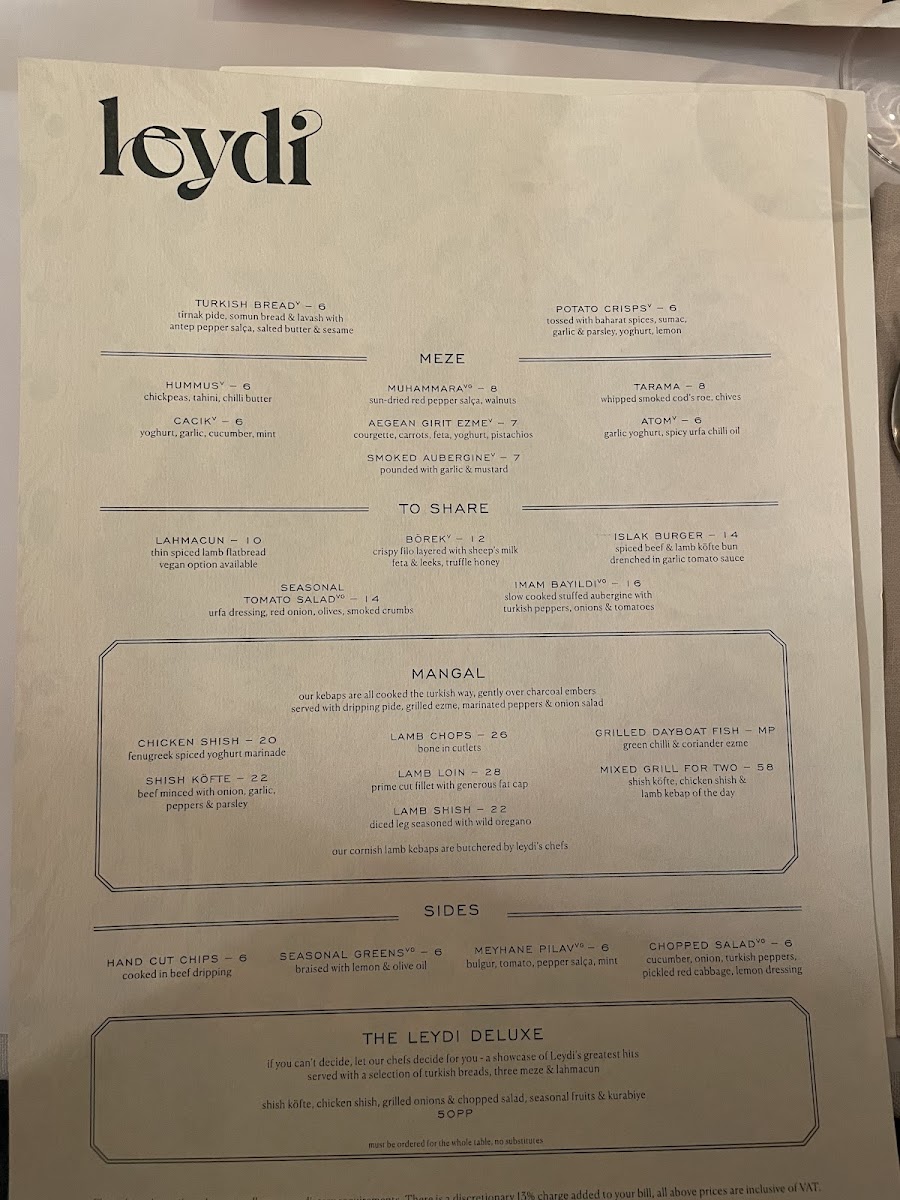 leydi
TURKISH BREADⱽ – 6
tirnak pide, somun bread & lavash with
antep pepper salça, salted butter & sesame
POTATO CRISPSⱽ – 6
tossed with baharat spices, sumac,
garlic & parsley, yoghurt, lemon
MEZE
HUMMUSⱽ – 6
chickpeas, tahini, chilli butter
MUHAMMARAⱽᴳ – 8
sun-dried red pepper salça, walnuts
TARAMA – 8
whipped smoked cod's roe, chives
CACIKⱽ – 6
yoghurt, garlic, cucumber, mint
AEGEAN GIRIT EZMEⱽ – 7
courgette, carrots, feta, yoghurt, pistachios
ATOMⱽ – 6
garlic yoghurt, spicy urfa chilli oil
SMOKED AUBERGINEⱽ – 7
pounded with garlic & mustard
TO SHARE
LAHMACUN – 10
thin spiced lamb flatbread
vegan option available
BÖREKⱽ – 12
crispy filo layered with sheep's milk
feta & leeks, truffle honey
ISLAK BURGER – 14
spiced beef & lamb köfte bun
drenched in garlic tomato sauce
SEASONAL
TOMATO SALADⱽᴳ – 14
urfa dressing, red onion, olives, smoked crumbs
IMAM BAYILDIⱽᴳ – 16
slow cooked stuffed aubergine with
turkish peppers, onions & tomatoes
MANGAL
our kebaps are all cooked the turkish way, gently over charcoal embers
served with dripping pide, grilled ezme, marinated peppers & onion salad
CHICKEN SHISH – 20
fenugreek spiced yoghurt marinade
SHISH KÖFTE – 22
beef minced with onion, garlic,
peppers & parsley
LAMB CHOPS – 26
bone in cutlets
LAMB LOIN – 28
prime cut fillet with generous fat cap
LAMB SHISH – 22
diced leg seasoned with wild oregano
GRILLED DAYBOAT FISH – MP
green chilli & coriander ezme
MIXED GRILL FOR TWO – 58
shish köfte, chicken shish &
lamb kebap of the day
our cornish lamb kebaps are butchered by leydi's chefs
SIDES
HAND CUT CHIPS – 6
cooked in beef dripping
SEASONAL GREENSⱽᴳ – 6
braised with lemon & olive oil
MEYHANE PILAVⱽᴳ – 6
bulgur, tomato, pepper salça, mint
CHOPPED SALADⱽᴳ – 6
cucumber, onion, turkish peppers,
pickled red cabbage, lemon dressing
THE LEYDI DELUXE
if you can't decide, let our chefs decide for you - a showcase of Leydi's greatest hits
served with a selection of turkish breads, three meze & lahmacun
shish köfte, chicken shish, grilled onions & chopped salad, seasonal fruits & kurabiye
50PP
must be ordered for the whole table, no substitutes
There is a discretionary 13% charge added to your bill, all above prices are inclusive of VAT.